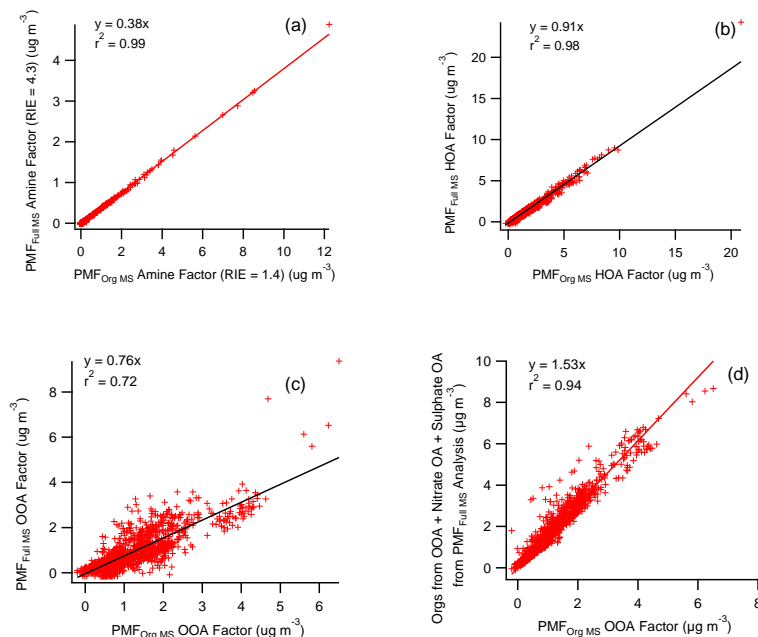 y = 0.38x
r² = 0.99
(a)
PMF_Full MS Amine Factor (RIE = 4.3) (ug m⁻³)
4
3
2
1
0
0 2 4 6 8 10 12
PMF_Org MS Amine Factor (RIE = 1.4) (ug m⁻³)
y = 0.91x
r² = 0.98
(b)
PMF_Full MS HOA Factor (ug m⁻³)
20
15
10
5
0
0 5 10 15 20
PMF_Org MS HOA Factor (ug m⁻³)
y = 0.76x
r² = 0.72
(c)
PMF_Full MS OOA Factor (ug m⁻³)
8
6
4
2
0
0 1 2 3 4 5 6
PMF_Org MS OOA Factor (ug m⁻³)
y = 1.53x
r² = 0.94
(d)
Orgs from OOA + Nitrate OA + Sulphate OA
from PMF_Full MS Analysis (µg m⁻³)
10
8
6
4
2
0
0 2 4 6 8
PMF_Org MS OOA Factor (µg m⁻³)